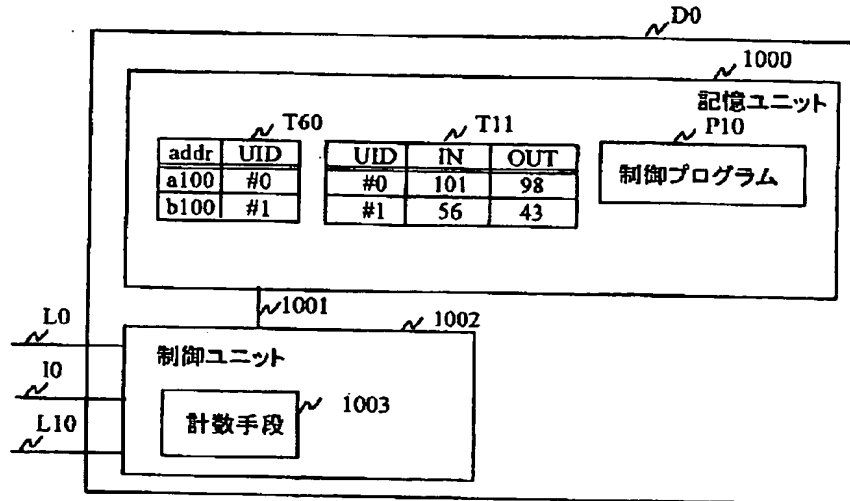 D0
1000
記憶ユニット
T60
T11
P10
addr UID
a100 #0
b100 #1
UID IN OUT
#0 101 98
#1 56 43
制御プログラム
1001
1002
L0
I0
L10
制御ユニット
1003
計数手段